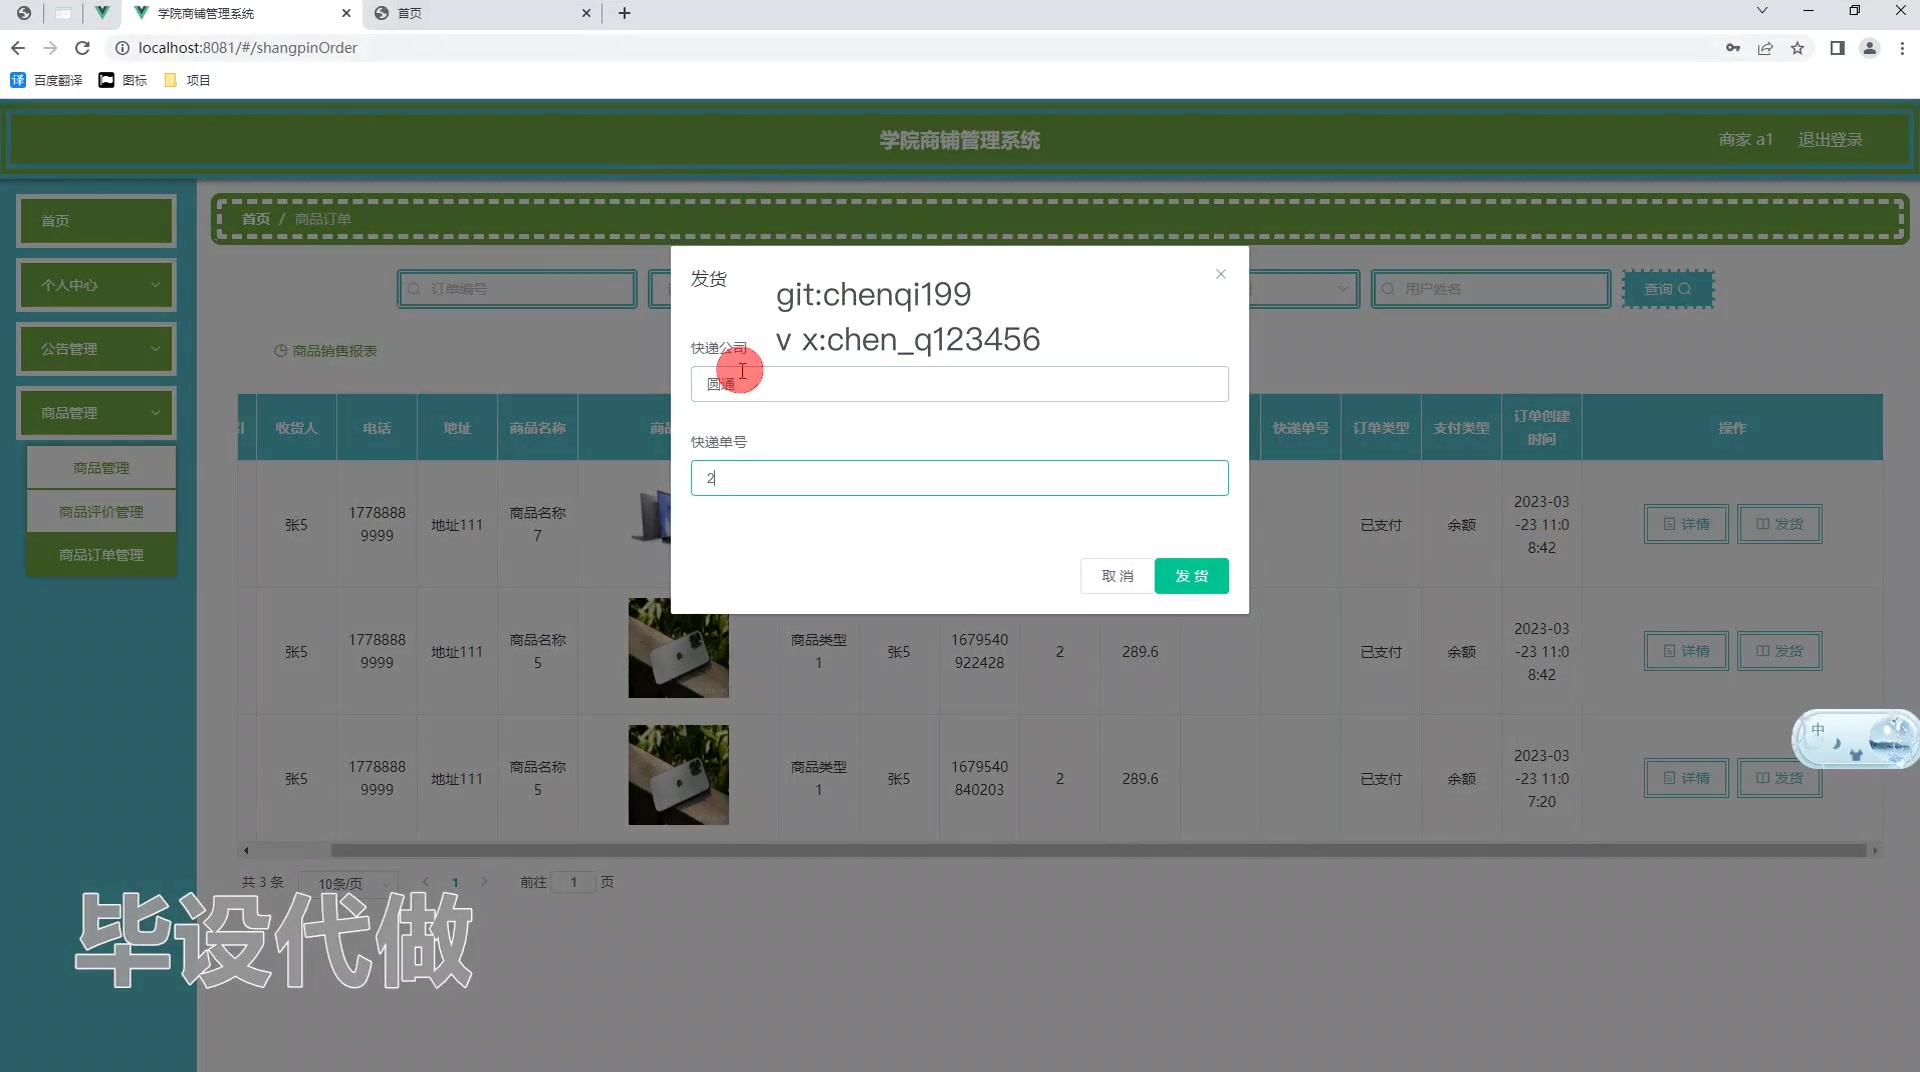 学院商铺管理系统
首页
localhost:8081/#/shangpinOrder
百度翻译
图标
项目
学院商铺管理系统
商家 a1
退出登录
首页
个人中心
公告管理
商品管理
商品管理
商品评价管理
商品订单管理
首页 / 商品订单
订单编号
用户姓名
查询
商品销售报表
发货
git:chenqi199
v x:chen_q123456
快递公司
圆通
快递单号
2
取 消
发 货
收货人 电话 地址 商品名称 快递单号 订单类型 支付类型 订单创建时间 操作
张5 17788889999 地址111 商品名称7 已支付 余额 2023-03-23 11:08:42 详情 发货
张5 17788889999 地址111 商品名称5 商品类型1 张5 1679540922428 2 289.6 已支付 余额 2023-03-23 11:08:42 详情 发货
张5 17788889999 地址111 商品名称5 商品类型1 张5 1679540840203 2 289.6 已支付 余额 2023-03-23 11:07:20 详情 发货
共 3 条 10条/页 1 前往 1 页
中
毕设代做